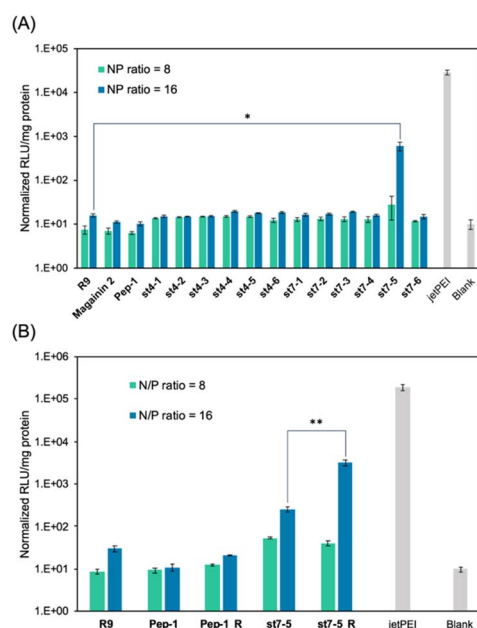 (A)
Normalized RLU/mg protein
1.E+05
1.E+04
1.E+03
1.E+02
1.E+01
1.E+00
NP ratio = 8
NP ratio = 16
*
R9
Magainin 2
Pep-1
st4-1
st4-2
st4-3
st4-4
st4-5
st4-6
st7-1
st7-2
st7-3
st7-4
st7-5
st7-6
jetPEI
Blank
(B)
Normalized RLU/mg protein
1.E+06
1.E+05
1.E+04
1.E+03
1.E+02
1.E+01
1.E+00
N/P ratio = 8
N/P ratio = 16
**
R9
Pep-1
Pep-1_R
st7-5
st7-5_R
jetPEI
Blank